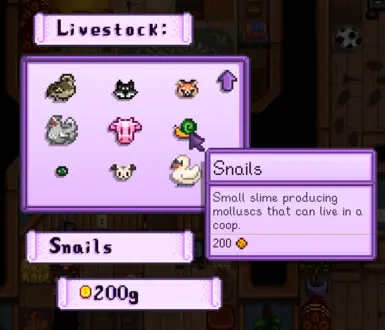 Livestock:
Snails
Small slime producing
molluscs that can live in a
coop.
200
Snails
200g